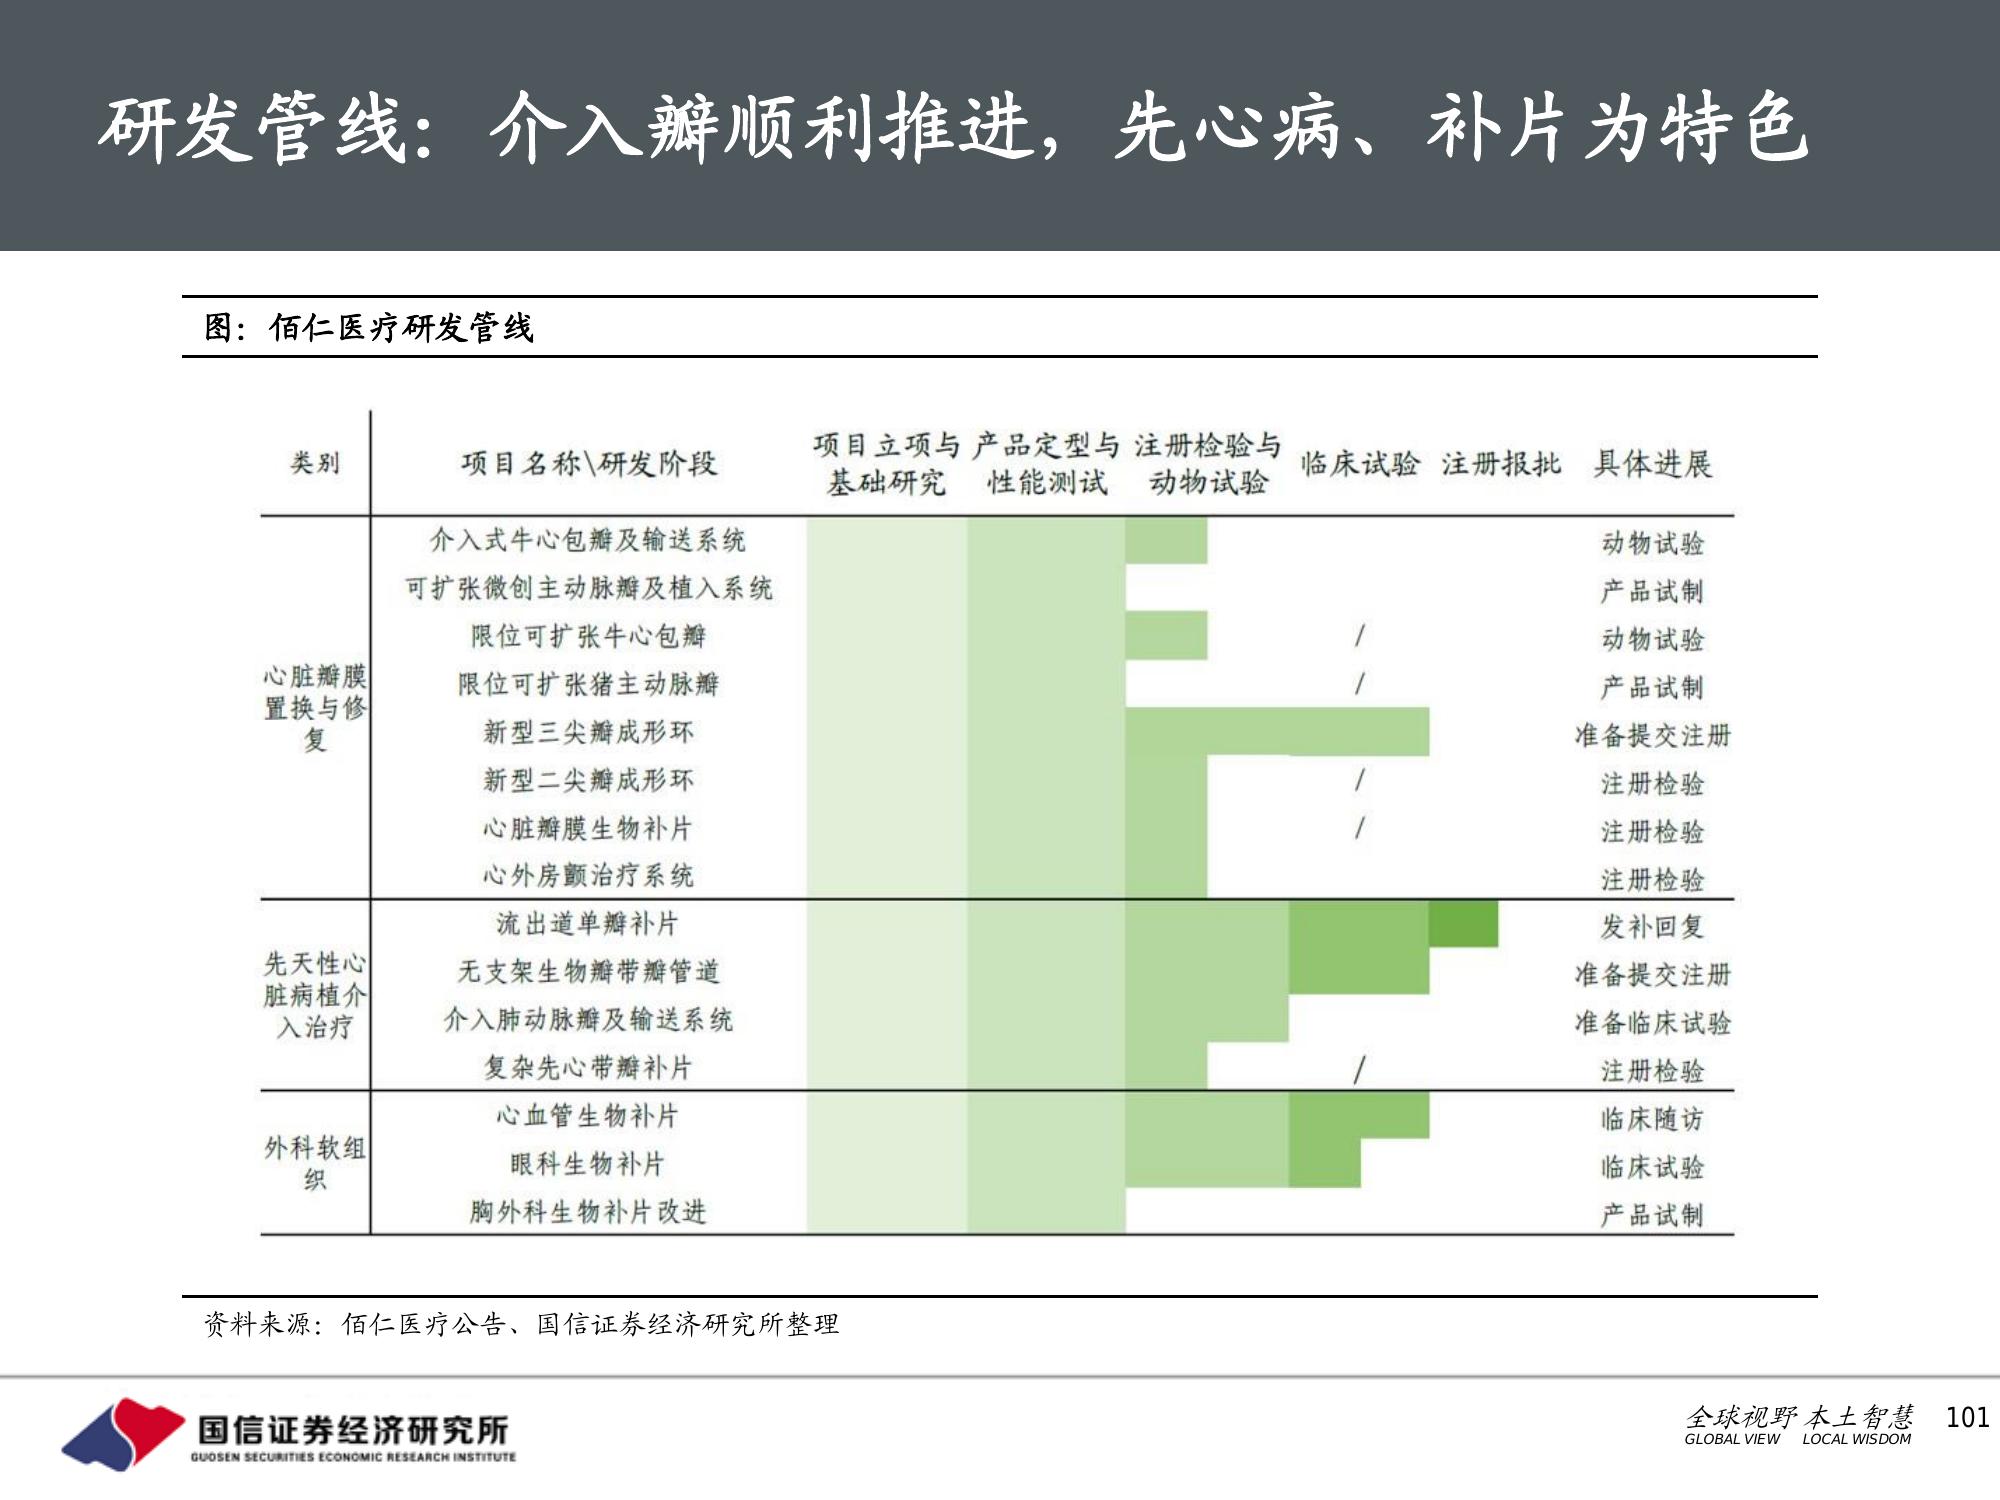 研发管线：介入瓣顺利推进，先心病、补片为特色
图：佰仁医疗研发管线
类别 项目名称\研发阶段 项目立项与基础研究 产品定型与性能测试 注册检验与动物试验 临床试验 注册报批 具体进展
心脏瓣膜置换与修复
介入式牛心包瓣及输送系统 动物试验
可扩张微创主动脉瓣及植入系统 产品试制
限位可扩张牛心包瓣 / 动物试验
限位可扩张猪主动脉瓣 / 产品试制
新型三尖瓣成形环 准备提交注册
新型二尖瓣成形环 / 注册检验
心脏瓣膜生物补片 / 注册检验
心外房颤治疗系统 注册检验
先天性心脏病植介入治疗
流出道单瓣补片 发补回复
无支架生物瓣带瓣管道 准备提交注册
介入肺动脉瓣及输送系统 准备临床试验
复杂先心带瓣补片 / 注册检验
外科软组织
心血管生物补片 临床随访
眼科生物补片 临床试验
胸外科生物补片改进 产品试制
资料来源：佰仁医疗公告、国信证券经济研究所整理
国信证券经济研究所
GUOSEN SECURITIES ECONOMIC RESEARCH INSTITUTE
全球视野 本土智慧
GLOBAL VIEW LOCAL WISDOM
101